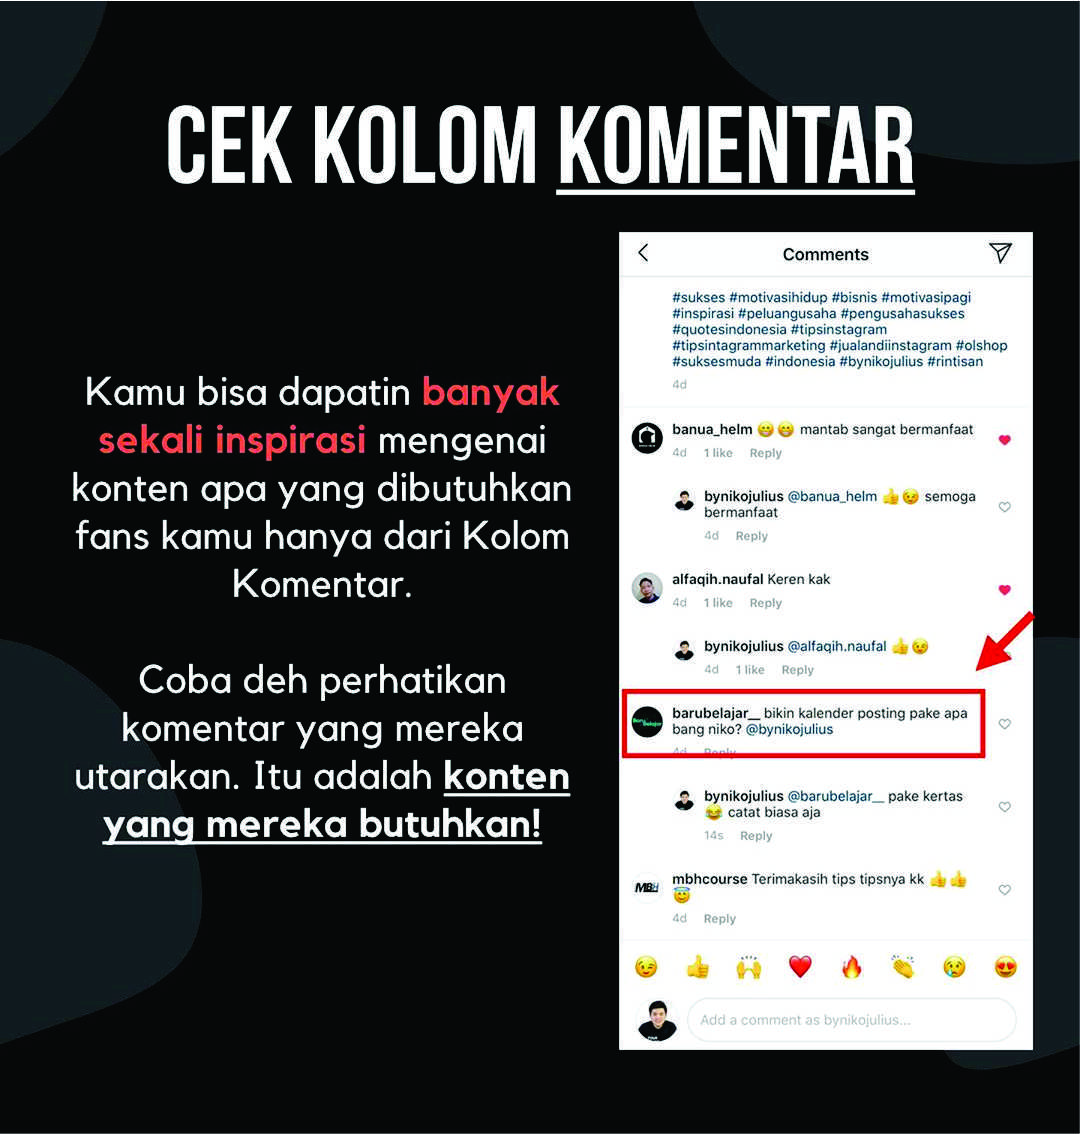 CEK KOLOM KOMENTAR
Kamu bisa dapatin banyak
sekali inspirasi mengenai
konten apa yang dibutuhkan
fans kamu hanya dari Kolom
Komentar.
Coba deh perhatikan
komentar yang mereka
utarakan. Itu adalah konten
yang mereka butuhkan!
Comments
#sukses #motivasihidup #bisnis #motivasipagi
#inspirasi #peluangusaha #pengusahasukses
#quotesindonesia #tipsinstagram
#tipsintagrammarketing #jualandiinstagram #olshop
#suksesmuda #indonesia #bynikojulius #rintisan
4d
banua_helm 😁😁 mantab sangat bermanfaat
4d 1 like Reply
bynikojulius @banua_helm 👍😉 semoga
bermanfaat
4d Reply
alfaqih.naufal Keren kak
4d 1 like Reply
bynikojulius @alfaqih.naufal 👍😉
4d 1 like Reply
Baru
Belajar
barubelajar__ bikin kalender posting pake apa
bang niko? @bynikojulius
4d Reply
bynikojulius @barubelajar__ pake kertas
😂 catat biasa aja
14s Reply
MBH
mbhcourse Terimakasih tips tipsnya kk 👍👍
😇
4d Reply
😉 👍 🙌 ❤️ 🔥 👏 😢 😍
Add a comment as bynikojulius...